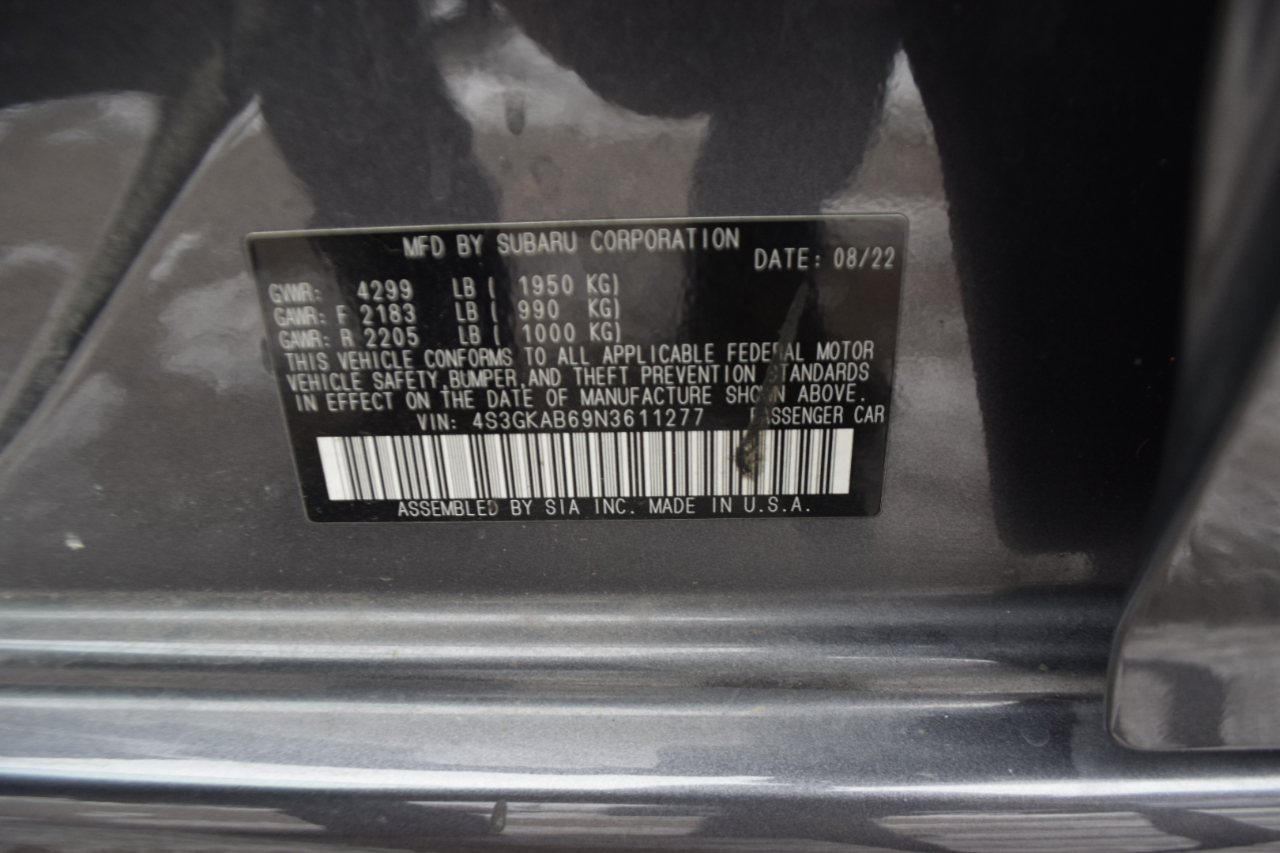 MFD BY SUBARU CORPORATION DATE: 08/22
GVWR: 4299 LB ( 1950 KG)
GAWR: F 2183 LB ( 990 KG)
GAWR: R 2205 LB ( 1000 KG)
THIS VEHICLE CONFORMS TO ALL APPLICABLE FEDERAL MOTOR
VEHICLE SAFETY, BUMPER, AND THEFT PREVENTION STANDARDS
IN EFFECT ON THE DATE OF MANUFACTURE SHOWN ABOVE.
VIN: 4S3GKAB69N3611277 PASSENGER CAR
ASSEMBLED BY SIA INC. MADE IN U.S.A.